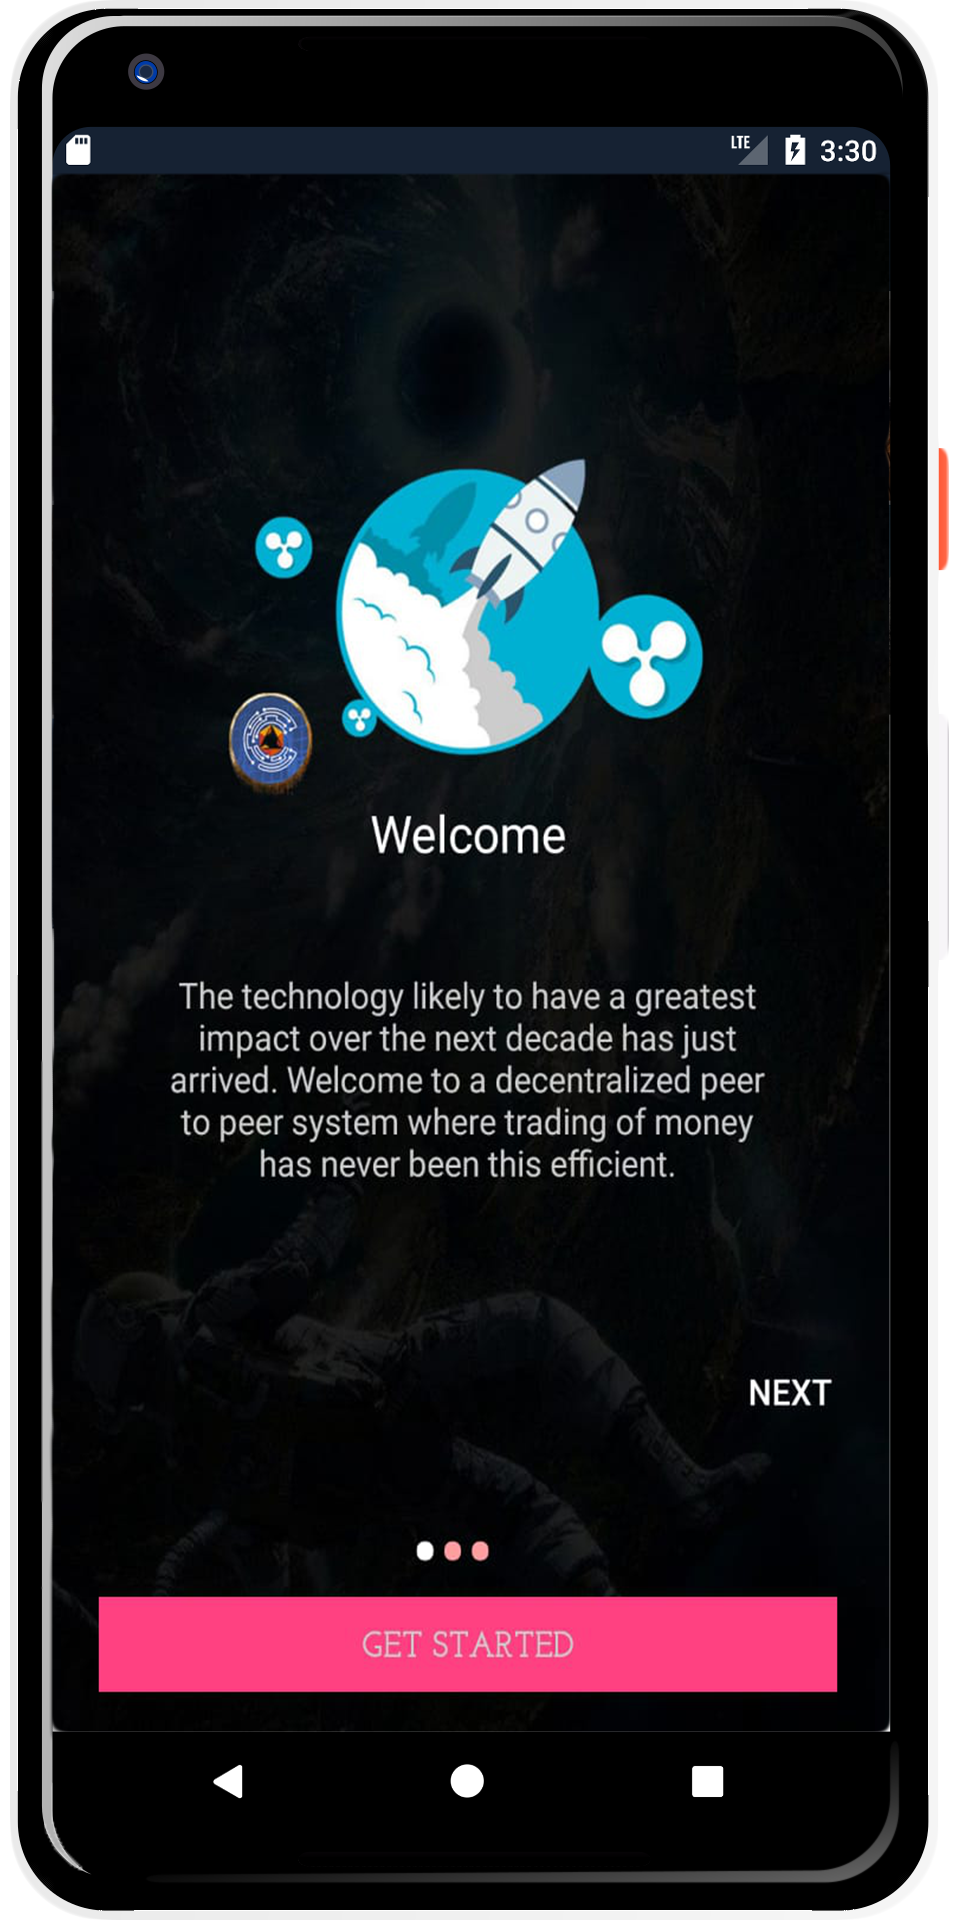 LTE 3:30
Welcome
The technology likely to have a greatest
impact over the next decade has just
arrived. Welcome to a decentralized peer
to peer system where trading of money
has never been this efficient.
NEXT
GET STARTED